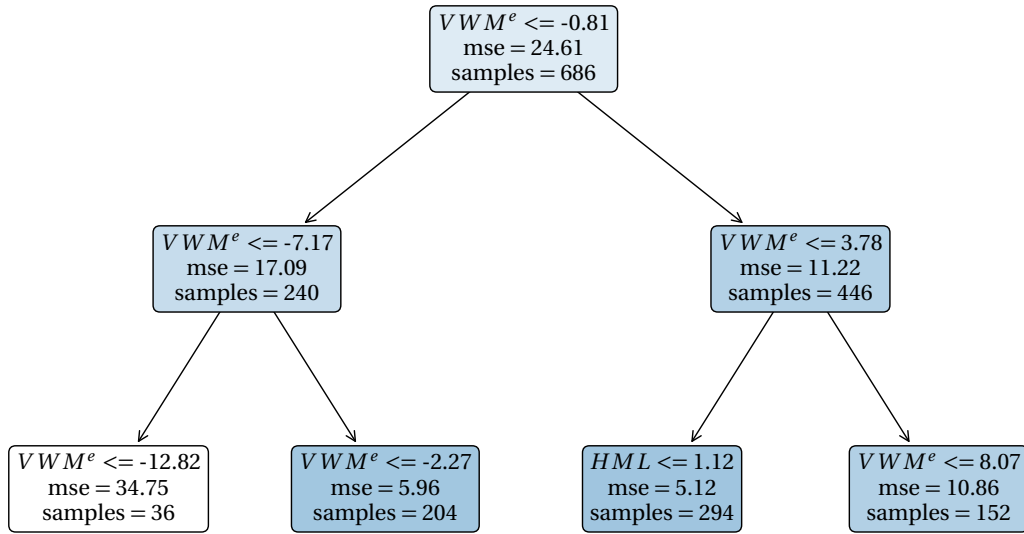 VWMᵉ <= -0.81
mse = 24.61
samples = 686
VWMᵉ <= -7.17
mse = 17.09
samples = 240
VWMᵉ <= 3.78
mse = 11.22
samples = 446
VWMᵉ <= -12.82
mse = 34.75
samples = 36
VWMᵉ <= -2.27
mse = 5.96
samples = 204
HML <= 1.12
mse = 5.12
samples = 294
VWMᵉ <= 8.07
mse = 10.86
samples = 152